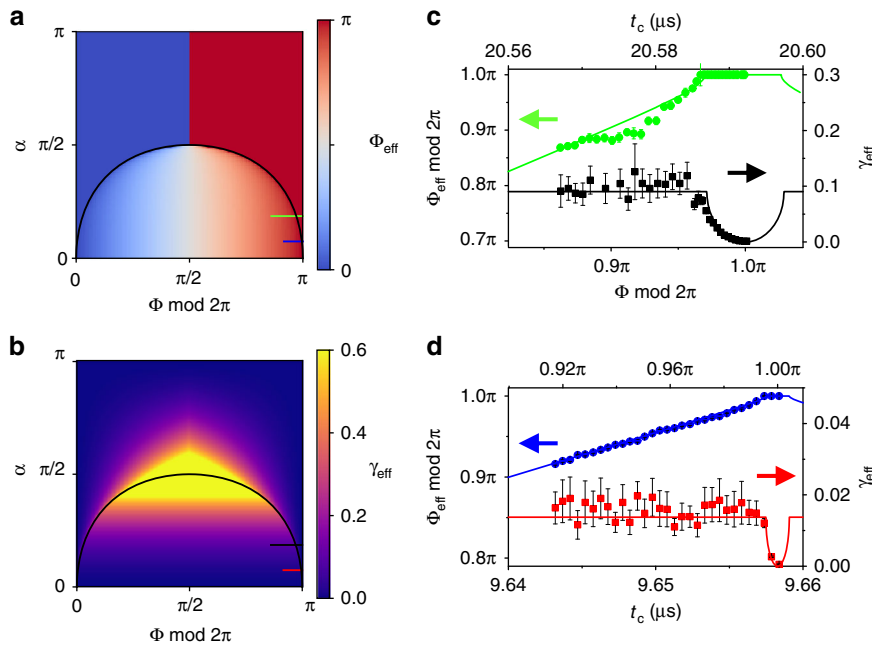 a
π
π/2
0
α
0
π/2
π
Φ mod 2π
π
0
Φeff
b
π
π/2
0
α
0
π/2
π
Φ mod 2π
0.6
0.4
0.2
0.0
γeff
c
tc (μs)
20.56
20.58
20.60
1.0π
0.9π
0.8π
0.7π
Φeff mod 2π
0.3
0.2
0.1
0.0
γeff
0.9π
1.0π
Φ mod 2π
d
0.92π
0.96π
1.00π
1.0π
0.9π
0.8π
Φeff mod 2π
0.04
0.02
0.00
γeff
9.64
9.65
9.66
tc (μs)